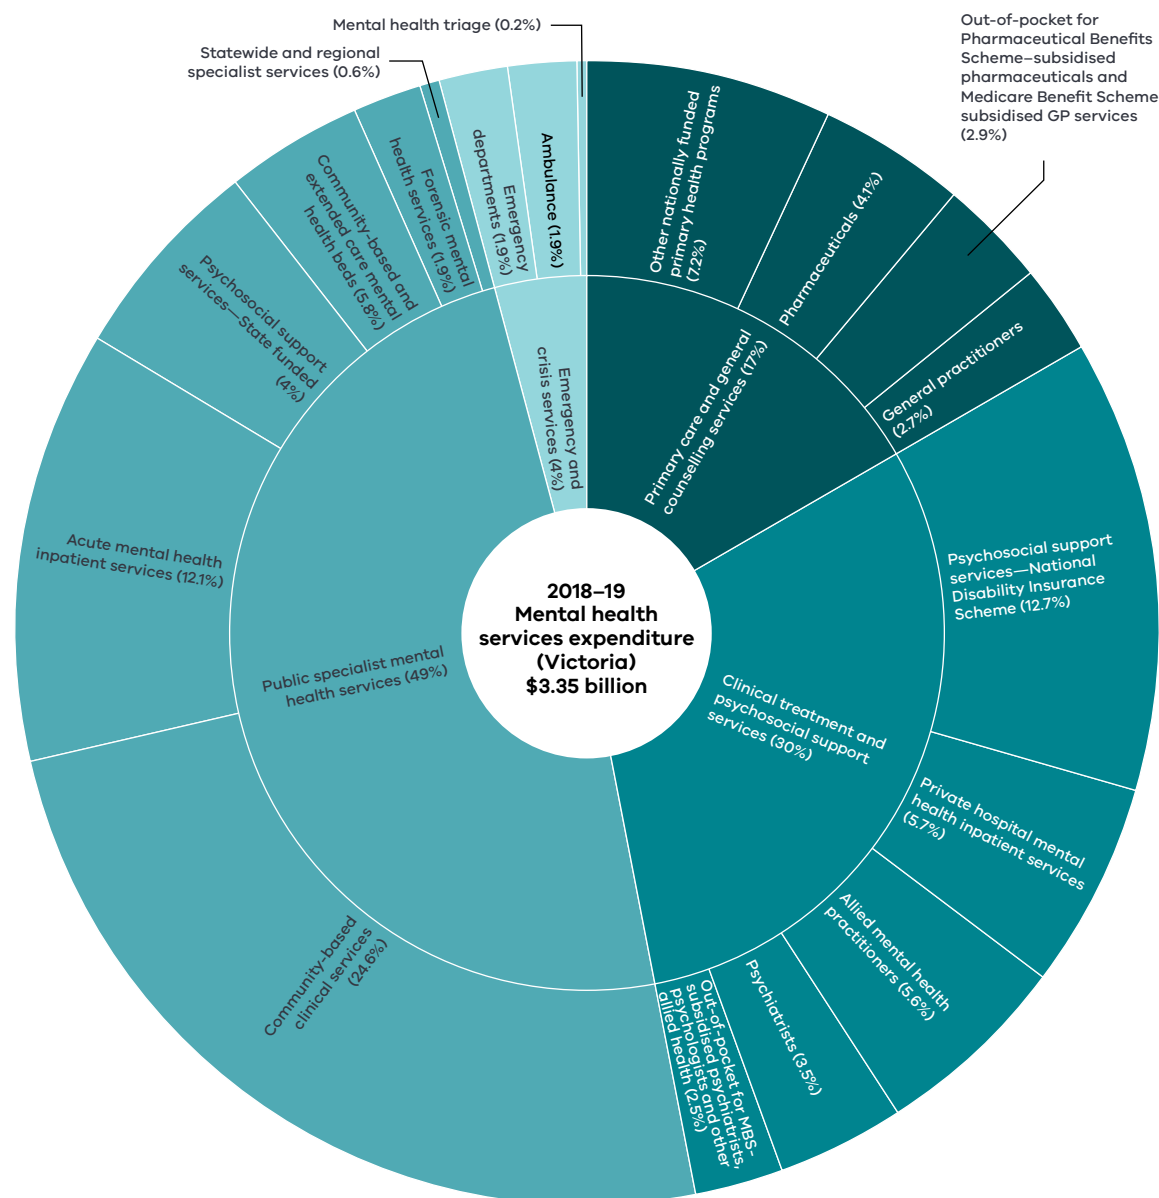 Mental health triage (0.2%)
Statewide and regional
specialist services (0.6%)
Out-of-pocket for
Pharmaceutical Benefits
Scheme–subsidised
pharmaceuticals and
Medicare Benefit Scheme
subsidised GP services
(2.9%)
Other nationally funded
primary health programs
(7.2%)
Pharmaceuticals (4.1%)
General practitioners
(2.7%)
Primary care and general
counselling services (17%)
Psychosocial support
services—National
Disability Insurance
Scheme (12.7%)
Private hospital mental
health inpatient services
(5.7%)
Allied mental health
practitioners (5.6%)
Psychiatrists (3.5%)
Out-of-pocket for MBS-
subsidised psychiatrists,
psychologists and other
allied health (2.5%)
Clinical treatment and
psychosocial support
services (30%)
Community-based
clinical services
(24.6%)
Acute mental health
inpatient services (12.1%)
Psychosocial support
services—State funded
(4%)
Community-based and
extended care mental
health beds (5.8%)
Forensic mental
health services (1.9%)
Public specialist mental
health services (49%)
Emergency
departments (1.9%)
Ambulance (1.9%)
Emergency and
crisis services (4%)
2018–19
Mental health
services expenditure
(Victoria)
$3.35 billion